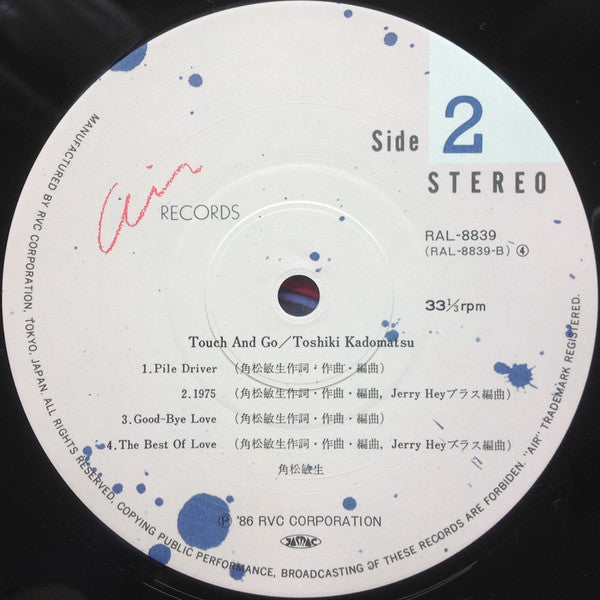 Side 2
STEREO
Air RECORDS
RAL-8839
(RAL-8839-B) ④
33⅓rpm
Touch And Go／Toshiki Kadomatsu
1.Pile Driver （角松敏生作詞・作曲・編曲）
2.1975 （角松敏生作詞・作曲・編曲, Jerry Heyブラス編曲）
3.Good-Bye Love （角松敏生作詞・作曲・編曲）
4.The Best Of Love （角松敏生作詞・作曲・編曲, Jerry Heyブラス編曲）
角松敏生
Ⓟ '86 RVC CORPORATION
JASRAC
MANUFACTURED BY RVC CORPORATION, TOKYO, JAPAN. ALL RIGHTS RESERVED, COPYING PUBLIC PERFORMANCE, BROADCASTING OF THESE RECORDS ARE FORBIDDEN. "AIR" TRADEMARK REGISTERED.